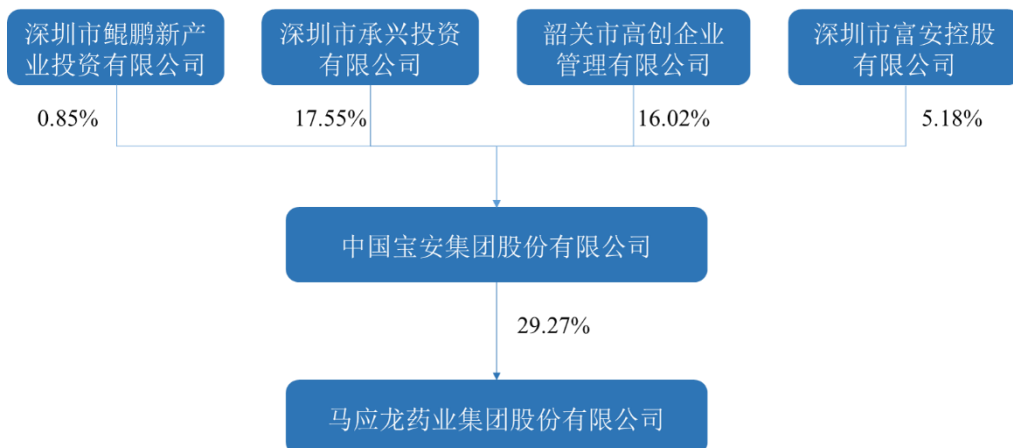 深圳市鲲鹏新产
业投资有限公司
深圳市承兴投资
有限公司
韶关市高创企业
管理有限公司
深圳市富安控股
有限公司
0.85%
17.55%
16.02%
5.18%
中国宝安集团股份有限公司
29.27%
马应龙药业集团股份有限公司